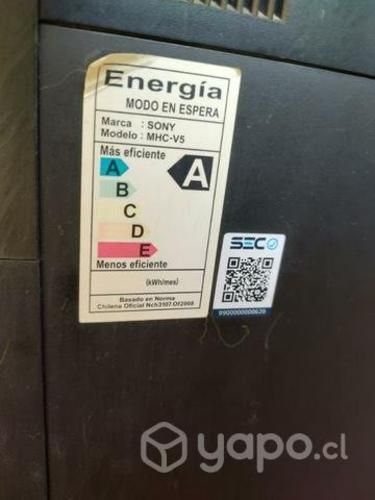 Energía
MODO EN ESPERA
Marca : SONY
Modelo : MHC-V5
Más eficiente
A
A
B
C
D
E
Menos eficiente
(kWh/mes)
Basado en Norma
Chilena Oficial Nch3107.Of2008
SEC
9900000000639
yapo.cl